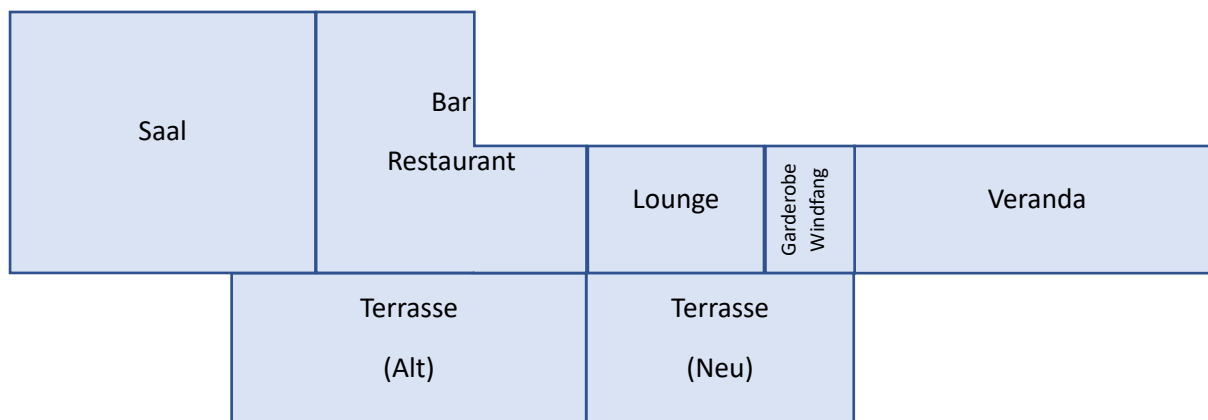 Saal
Bar
Restaurant
Lounge
Garderobe
Windfang
Veranda
Terrasse
(Alt)
Terrasse
(Neu)